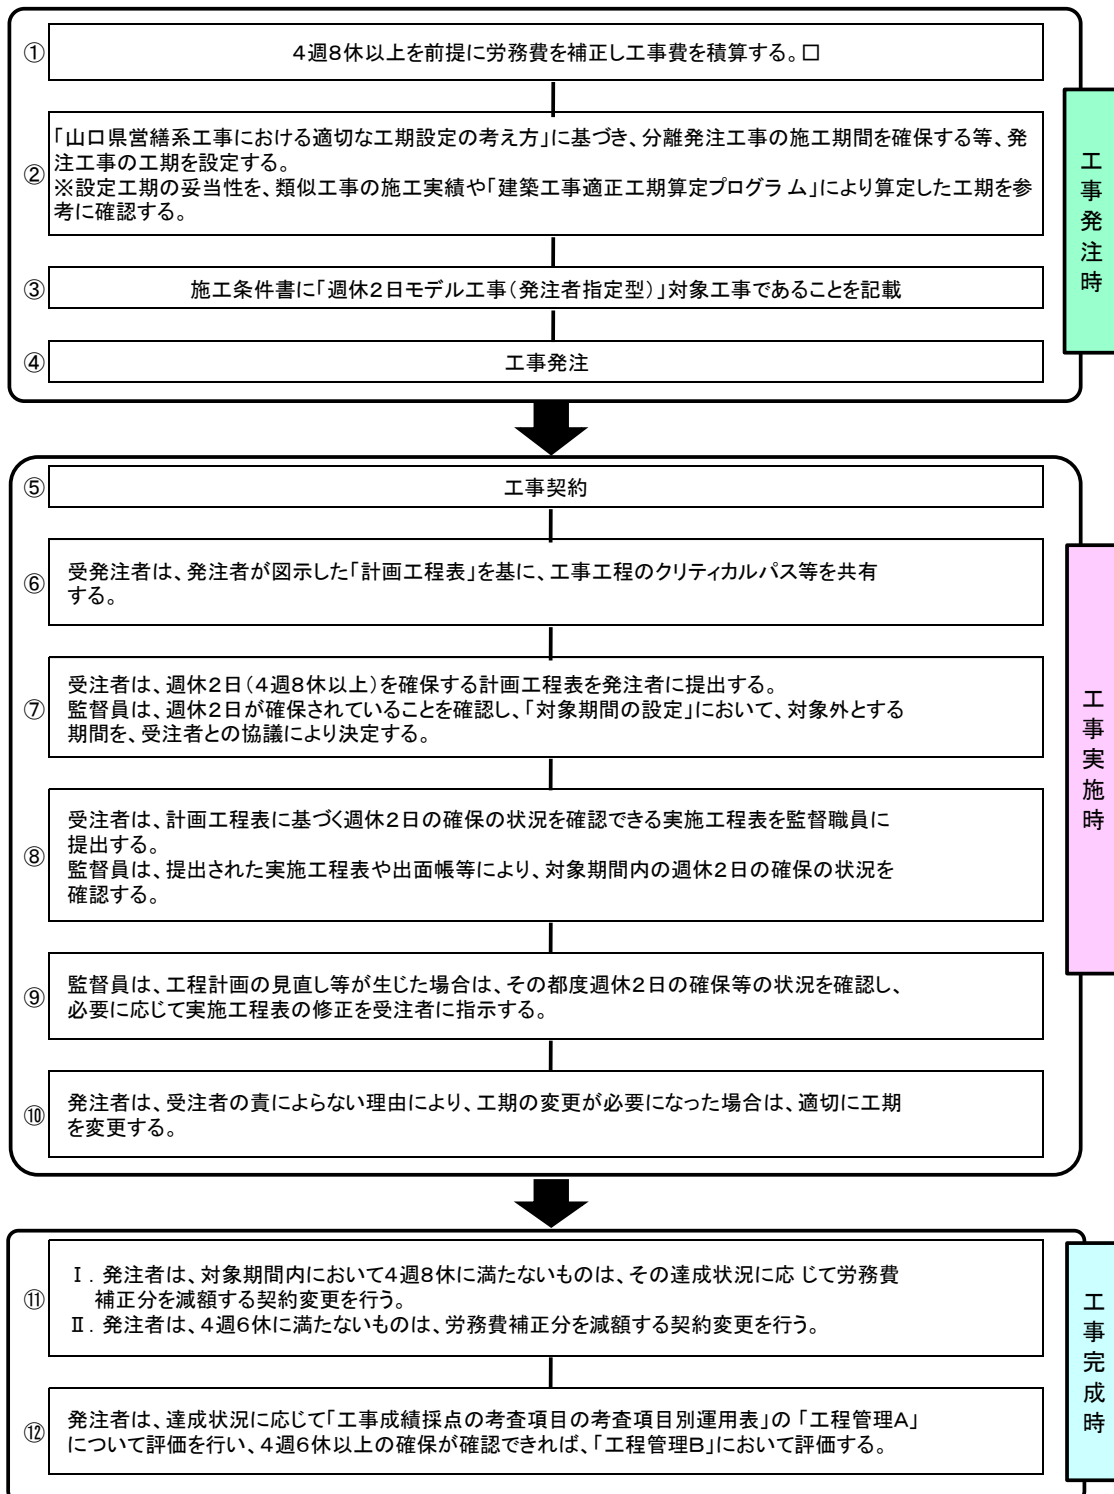 ① 4週8休以上を前提に労務費を補正し工事費を積算する。□
② 「山口県営繕系工事における適切な工期設定の考え方」に基づき、分離発注工事の施工期間を確保する等、発
注工事の工期を設定する。
※設定工期の妥当性を、類似工事の施工実績や「建築工事適正工期算定プログラ ム」により算定した工期を参
考に確認する。
③ 施工条件書に「週休2日モデル工事(発注者指定型)」対象工事であることを記載
④ 工事発注
工事発注時
⑤ 工事契約
⑥ 受発注者は、発注者が図示した「計画工程表」を基に、工事工程のクリティカルパス等を共有
する。
⑦ 受注者は、週休2日(4週8休以上)を確保する計画工程表を発注者に提出する。
監督員は、週休2日が確保されていることを確認し、「対象期間の設定」において、対象外とする
期間を、受注者との協議により決定する。
⑧ 受注者は、計画工程表に基づく週休2日の確保の状況を確認できる実施工程表を監督職員に
提出する。
監督員は、提出された実施工程表や出面帳等により、対象期間内の週休2日の確保の状況を
確認する。
⑨ 監督員は、工程計画の見直し等が生じた場合は、その都度週休2日の確保等の状況を確認し、
必要に応じて実施工程表の修正を受注者に指示する。
⑩ 発注者は、受注者の責によらない理由により、工期の変更が必要になった場合は、適切に工期
を変更する。
工事実施時
⑪ Ⅰ.発注者は、対象期間内において4週8休に満たないものは、その達成状況に応 じて労務費
補正分を減額する契約変更を行う。
Ⅱ.発注者は、4週6休に満たないものは、労務費補正分を減額する契約変更を行う。
⑫ 発注者は、達成状況に応じて「工事成績採点の考査項目の考査項目別運用表」の 「工程管理A」
について評価を行い、4週6休以上の確保が確認できれば、「工程管理B」において評価する。
工事完成時